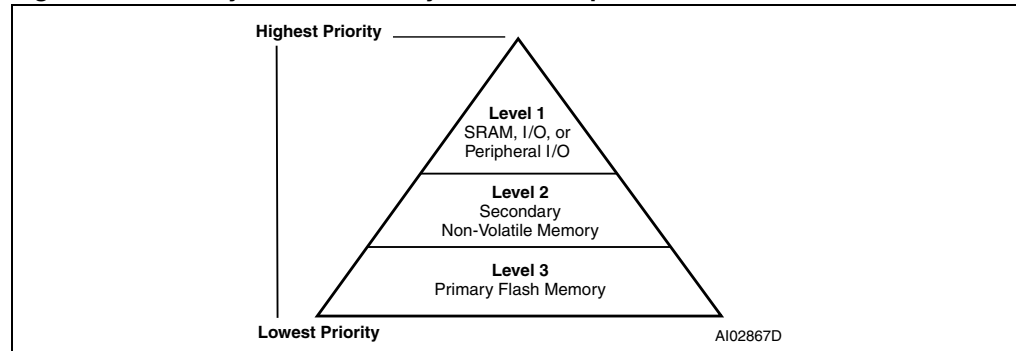 Highest Priority
Level 1
SRAM, I/O, or
Peripheral I/O
Level 2
Secondary
Non-Volatile Memory
Level 3
Primary Flash Memory
Lowest Priority
AI02867D